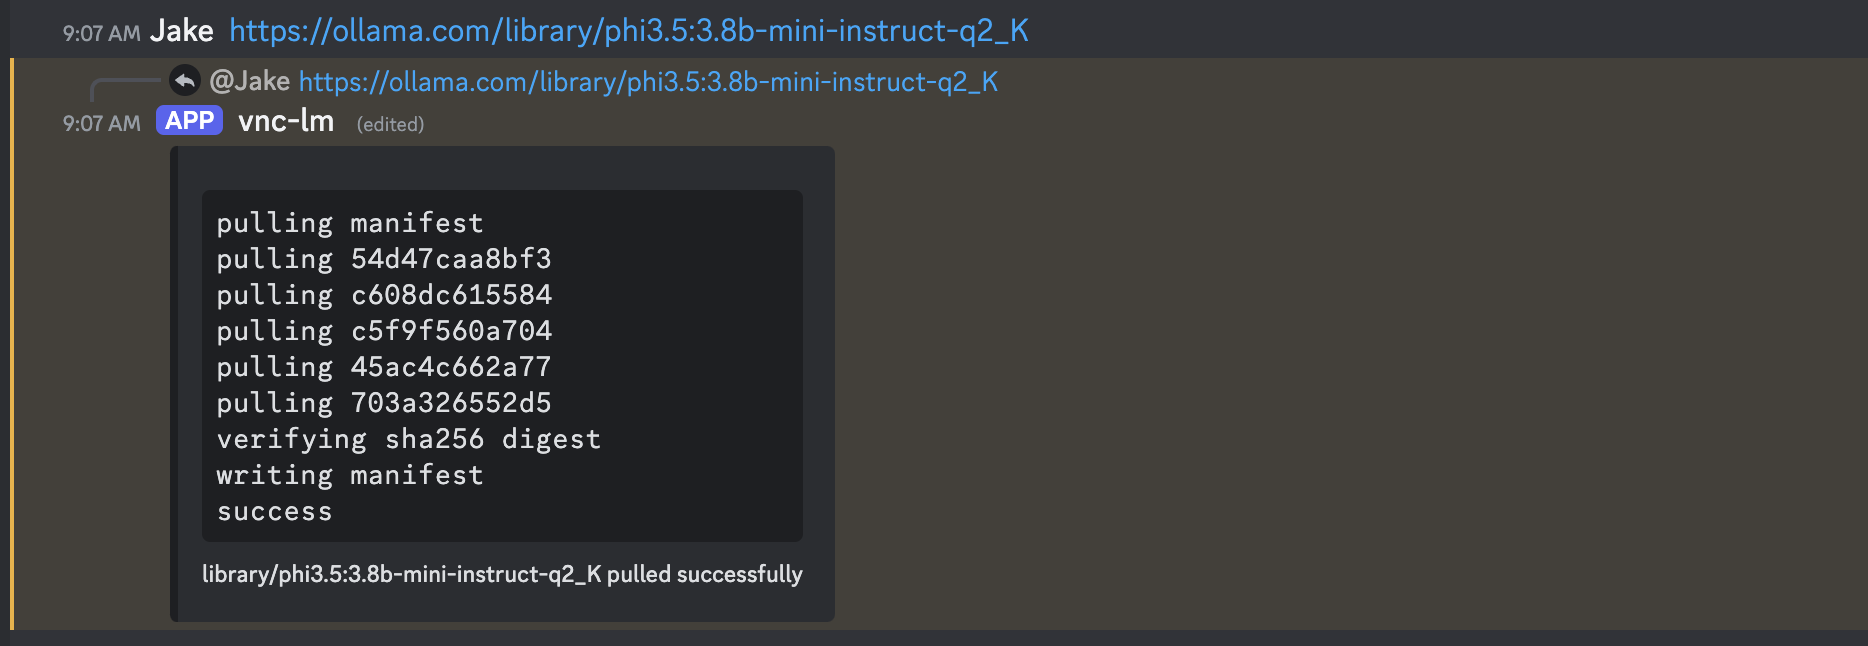 9:07 AM Jake https://ollama.com/library/phi3.5:3.8b-mini-instruct-q2_K
@Jake https://ollama.com/library/phi3.5:3.8b-mini-instruct-q2_K
9:07 AM APP vnc-lm (edited)
pulling manifest
pulling 54d47caa8bf3
pulling c608dc615584
pulling c5f9f560a704
pulling 45ac4c662a77
pulling 703a326552d5
verifying sha256 digest
writing manifest
success
library/phi3.5:3.8b-mini-instruct-q2_K pulled successfully